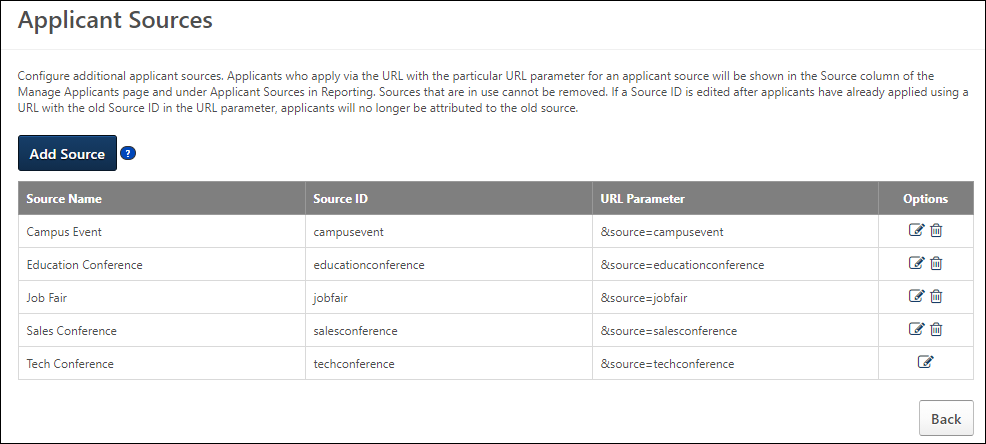 Applicant Sources
Configure additional applicant sources. Applicants who apply via the URL with the particular URL parameter for an applicant source will be shown in the Source column of the
Manage Applicants page and under Applicant Sources in Reporting. Sources that are in use cannot be removed. If a Source ID is edited after applicants have already applied using a
URL with the old Source ID in the URL parameter, applicants will no longer be attributed to the old source.
Add Source ?
Source Name Source ID URL Parameter Options
Campus Event campusevent &source=campusevent
Education Conference educationconference &source=educationconference
Job Fair jobfair &source=jobfair
Sales Conference salesconference &source=salesconference
Tech Conference techconference &source=techconference
Back